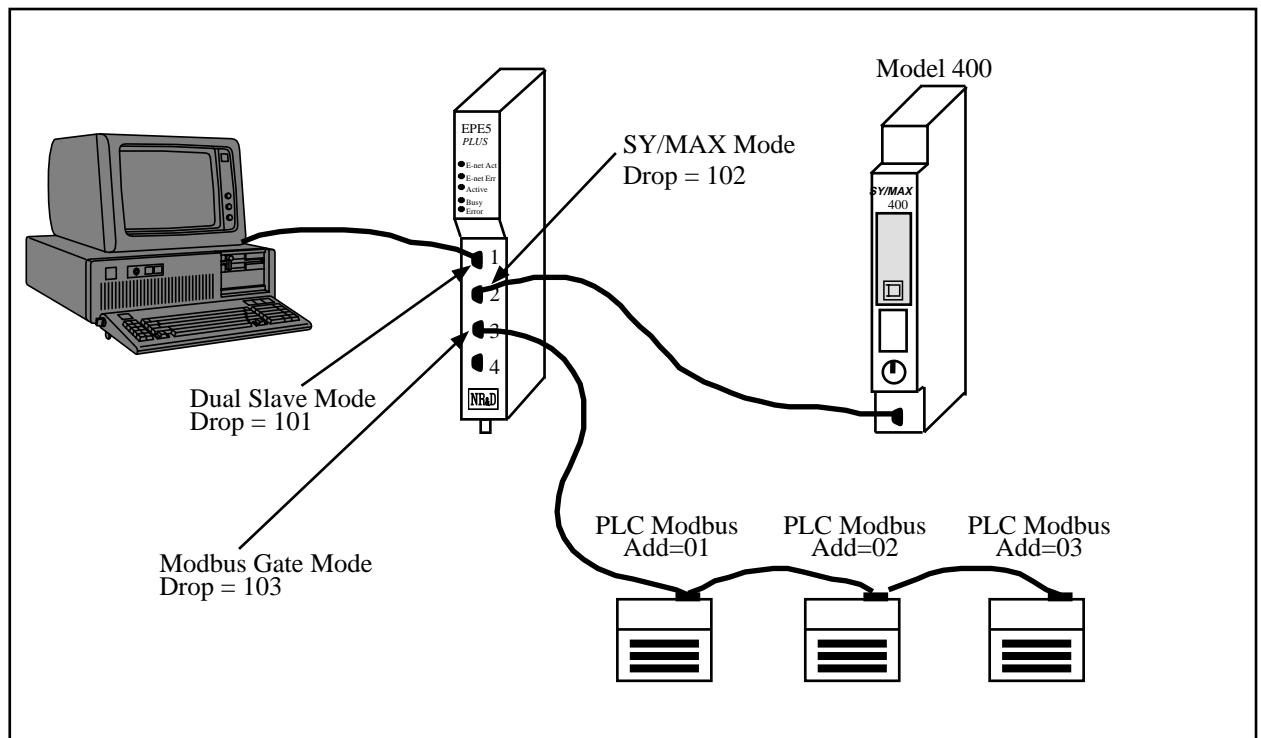 Model 400
EPE5
PLUS
E-net Act
E-net Err
Active
Busy
Error
SY/MAX Mode
Drop = 102
SY/MAX
400
1
2
3
4
NR&D
Dual Slave Mode
Drop = 101
Modbus Gate Mode
Drop = 103
PLC Modbus
Add=01
PLC Modbus
Add=02
PLC Modbus
Add=03